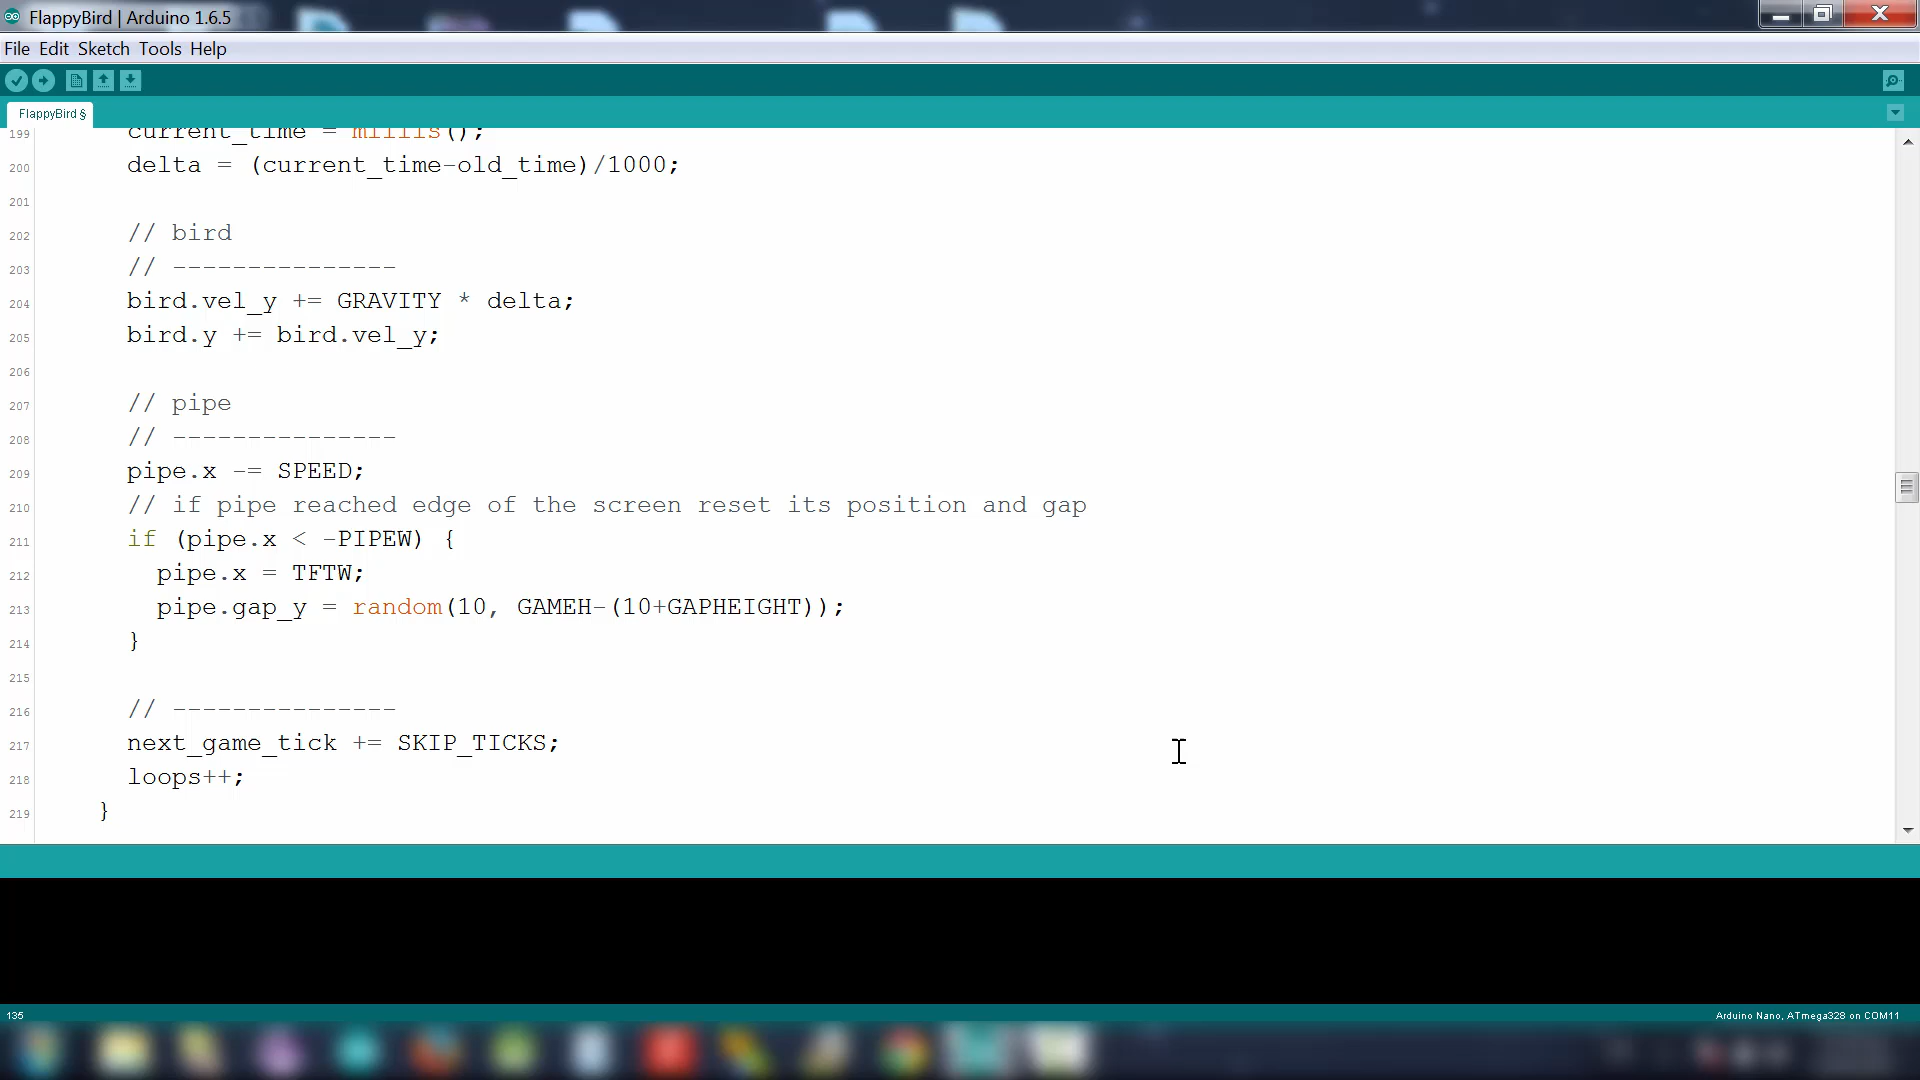 FlappyBird | Arduino 1.6.5
File Edit Sketch Tools Help
FlappyBird §
199 current_time = millis();
200 delta = (current_time-old_time)/1000;
201
202 // bird
203 // ---------------
204 bird.vel_y += GRAVITY * delta;
205 bird.y += bird.vel_y;
206
207 // pipe
208 // ---------------
209 pipe.x -= SPEED;
210 // if pipe reached edge of the screen reset its position and gap
211 if (pipe.x < -PIPEW) {
212 pipe.x = TFTW;
213 pipe.gap_y = random(10, GAMEH-(10+GAPHEIGHT));
214 }
215
216 // ---------------
217 next_game_tick += SKIP_TICKS;
218 loops++;
219 }
135
Arduino Nano, ATmega328 on COM11